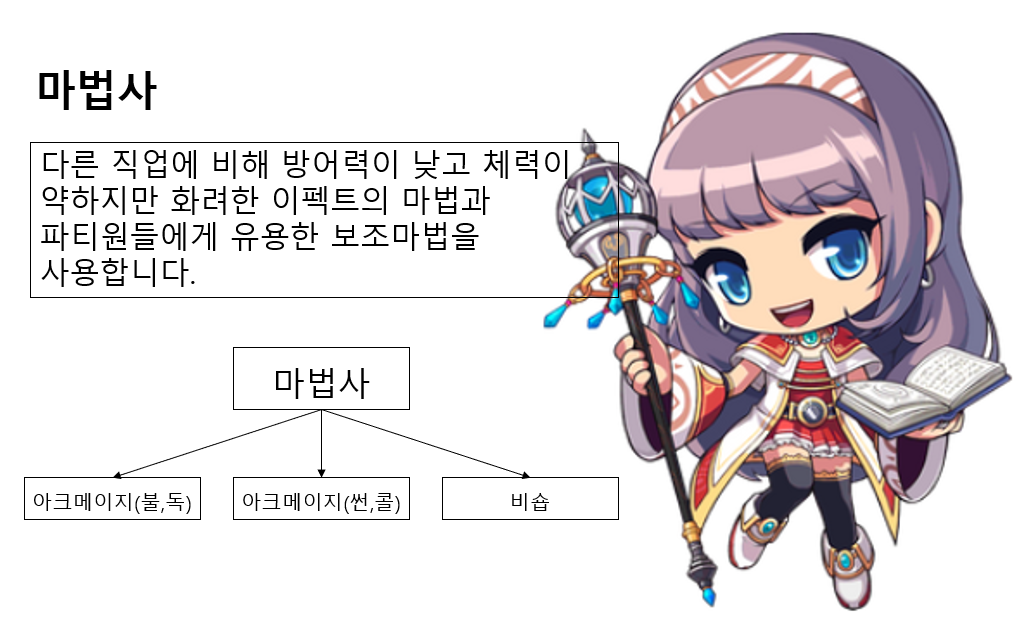 마법사
다른 직업에 비해 방어력이 낮고 체력이
약하지만 화려한 이펙트의 마법과
파티원들에게 유용한 보조마법을
사용합니다.
마법사
아크메이지(불,독)
아크메이지(썬,콜)
비숍